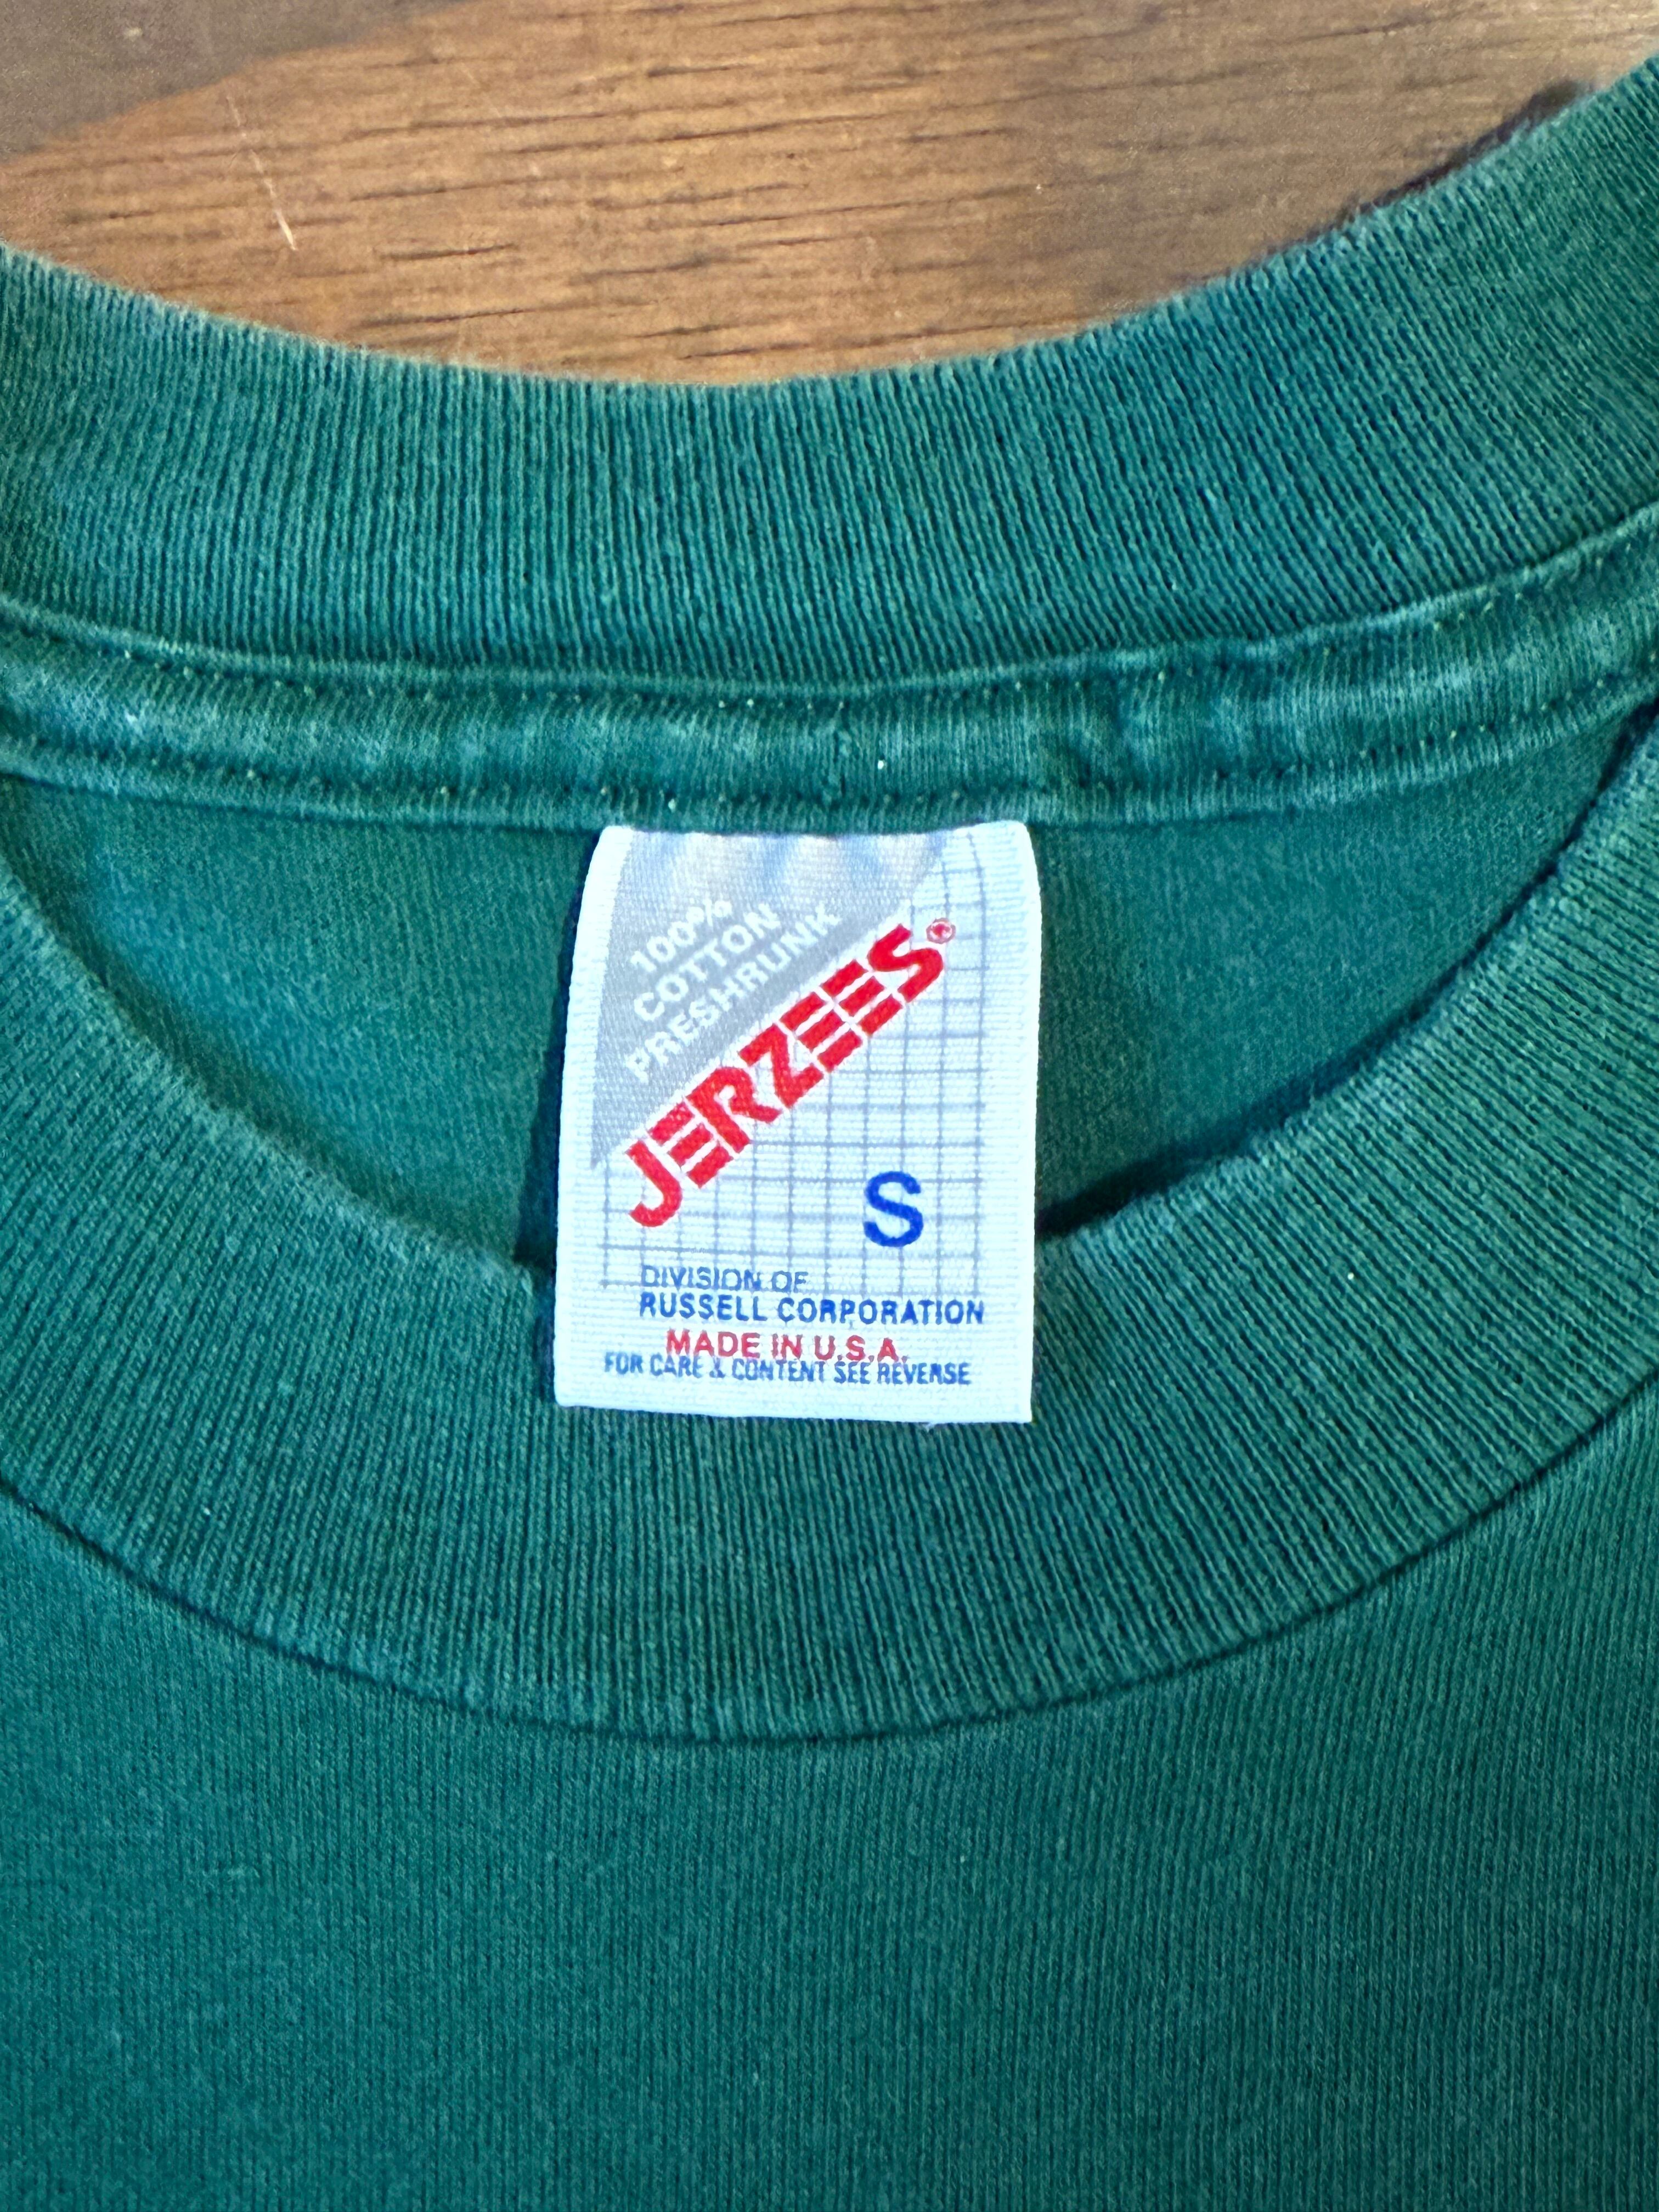 100%
COTTON
PRESHRUNK
JERZEES®
S
DIVISION OF
RUSSELL CORPORATION
MADE IN U.S.A.
FOR CARE & CONTENT SEE REVERSE